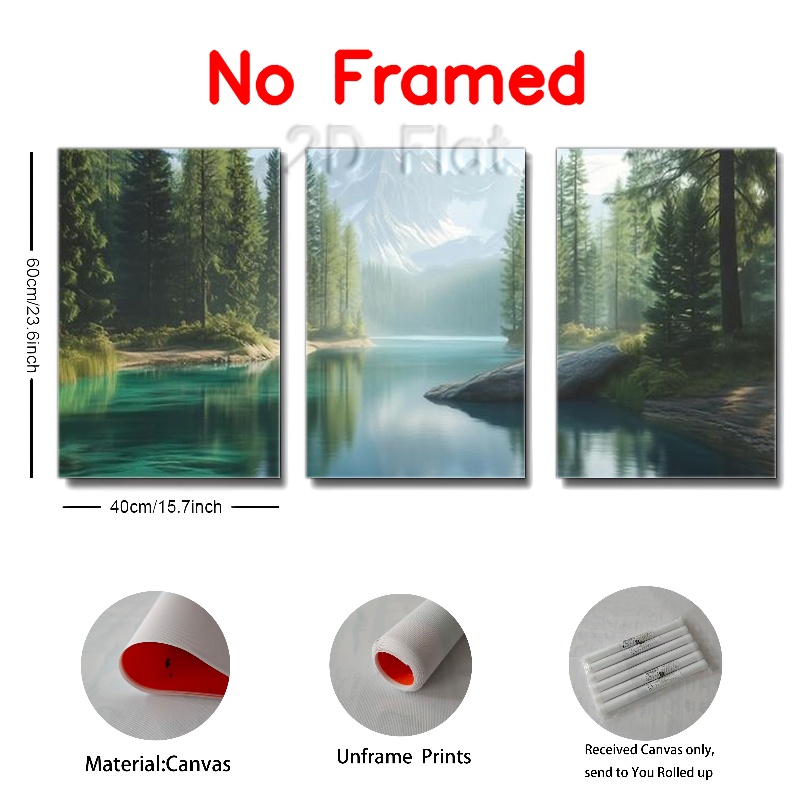 No Framed
2D Flat
60cm/23.6inch
40cm/15.7inch
Material:Canvas
Unframe Prints
Received Canvas only,
send to You Rolled up